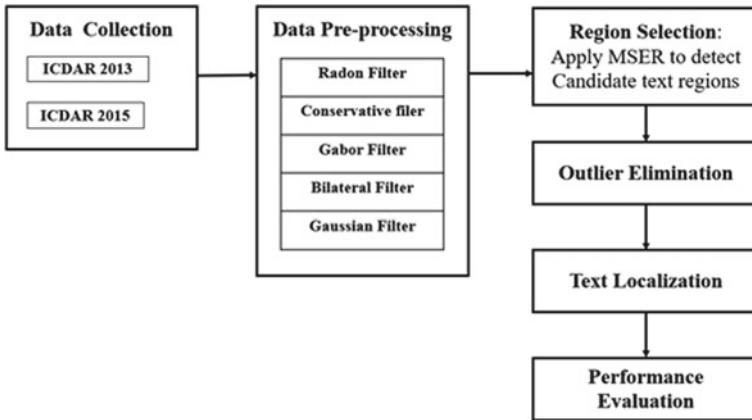 Data Collection
ICDAR 2013
ICDAR 2015
Data Pre-processing
Radon Filter
Conservative filer
Gabor Filter
Bilateral Filter
Gaussian Filter
Region Selection:
Apply MSER to detect
Candidate text regions
Outlier Elimination
Text Localization
Performance
Evaluation